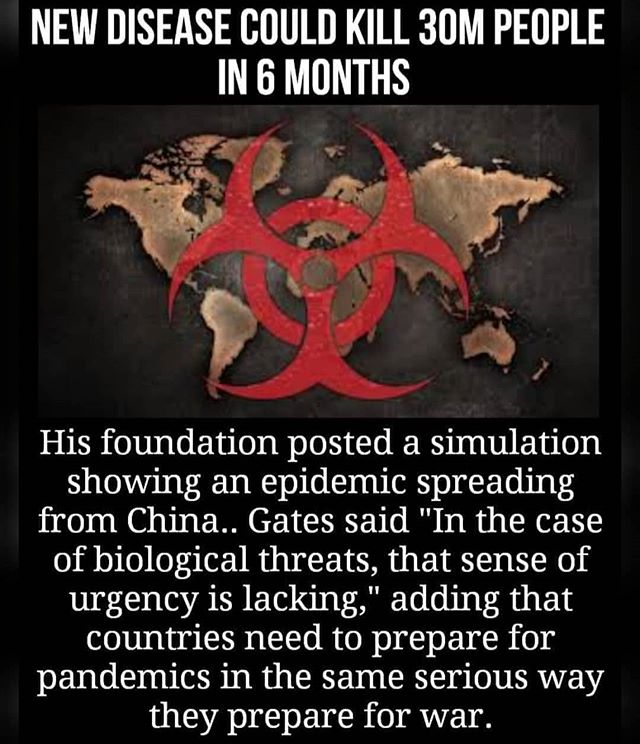 NEW DISEASE COULD KILL 30M PEOPLE
IN 6 MONTHS
His foundation posted a simulation
showing an epidemic spreading
from China.. Gates said "In the case
of biological threats, that sense of
urgency is lacking," adding that
countries need to prepare for
pandemics in the same serious way
they prepare for war.